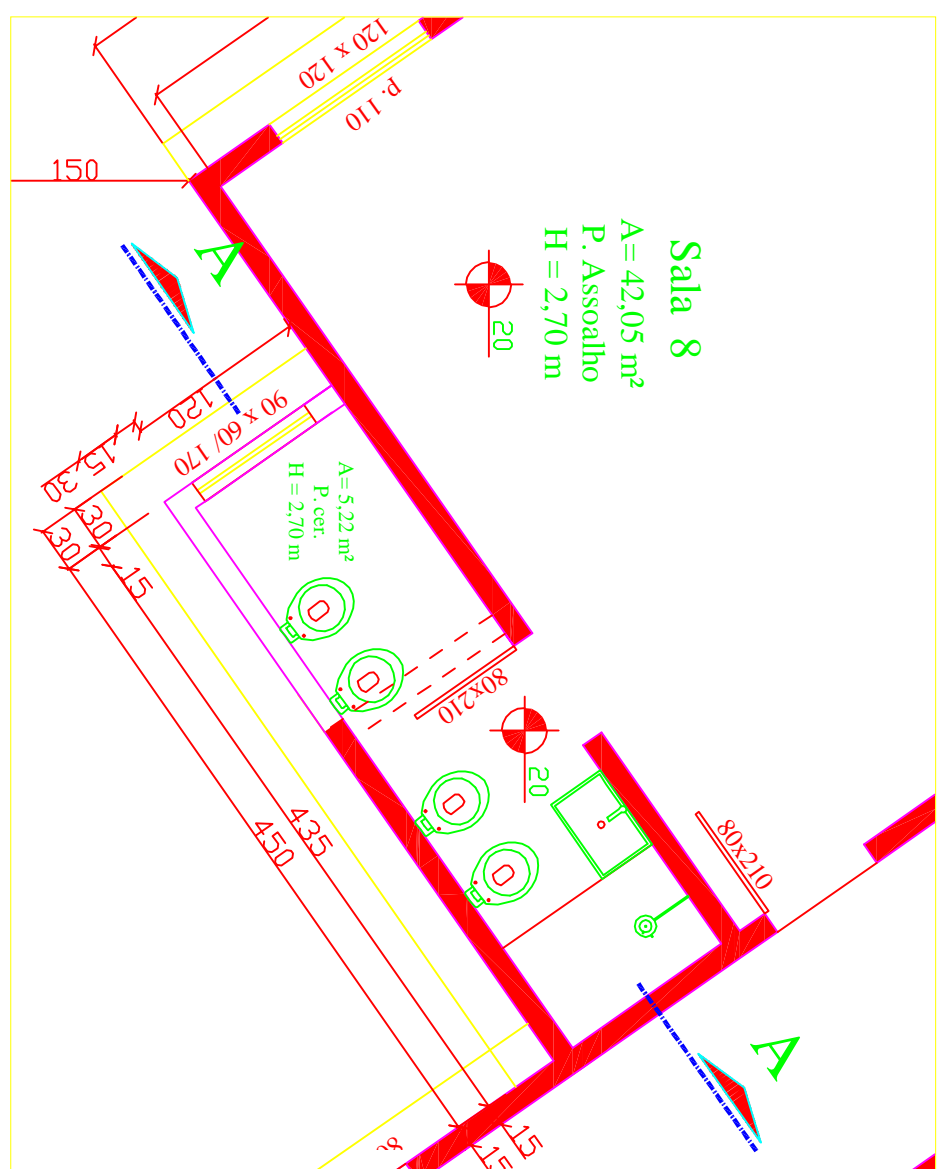 120 x 120
P. 110
150
A
Sala 8
A= 42,05 m²
P. Assoalho
H = 2,70 m
20
120
90 x 60/ 170
15
30
A= 5,22 m²
P. cer.
H = 2,70 m
30
30
15
80x210
20
80x210
435
450
A
15
15